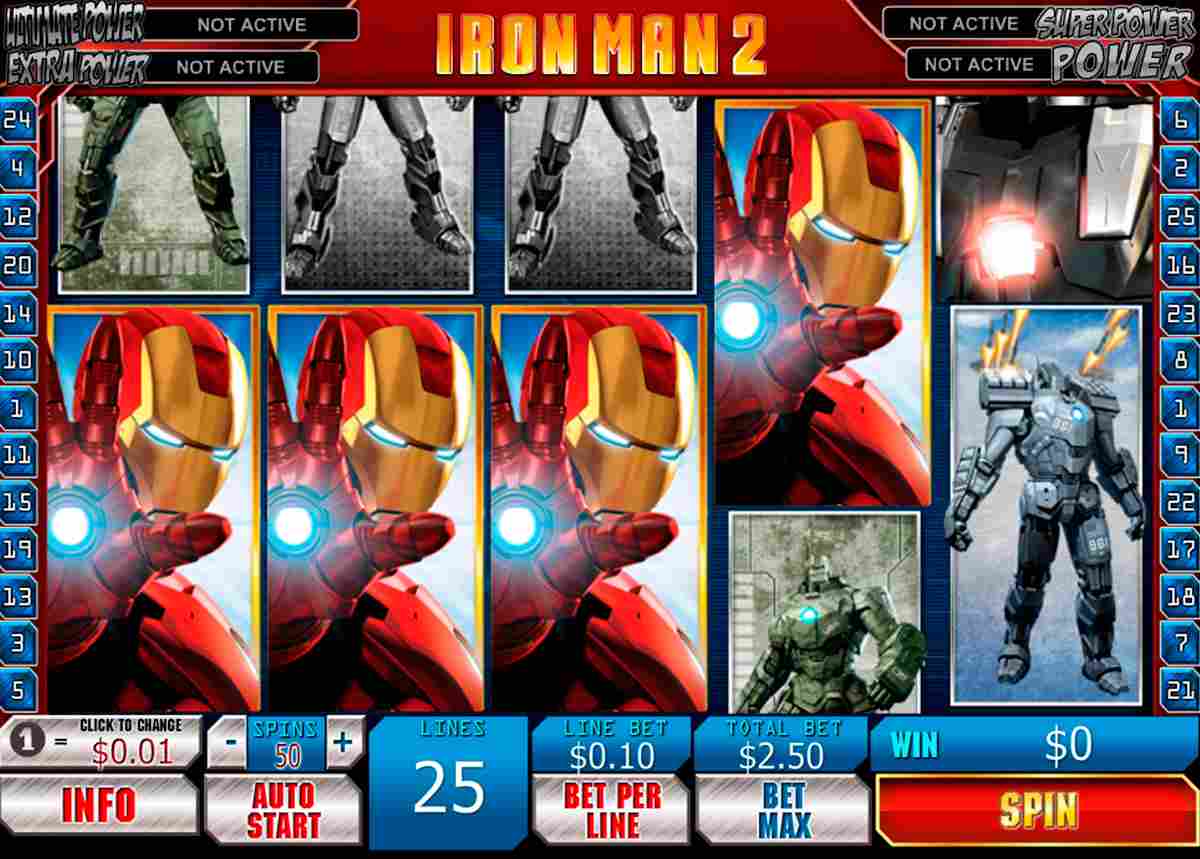 ULTIMATE POWER NOT ACTIVE
EXTRA POWER NOT ACTIVE
IRON MAN 2
NOT ACTIVE SUPER POWER
NOT ACTIVE POWER
24
4
12
20
14
10
1
11
15
19
13
3
5
6
2
25
16
23
8
1
9
22
17
18
7
21
1 = CLICK TO CHANGE
$0.01
- SPINS +
50
LINES
25
LINE BET
$0.10
TOTAL BET
$2.50
WIN $0
INFO
AUTO
START
BET PER
LINE
BET
MAX
SPIN